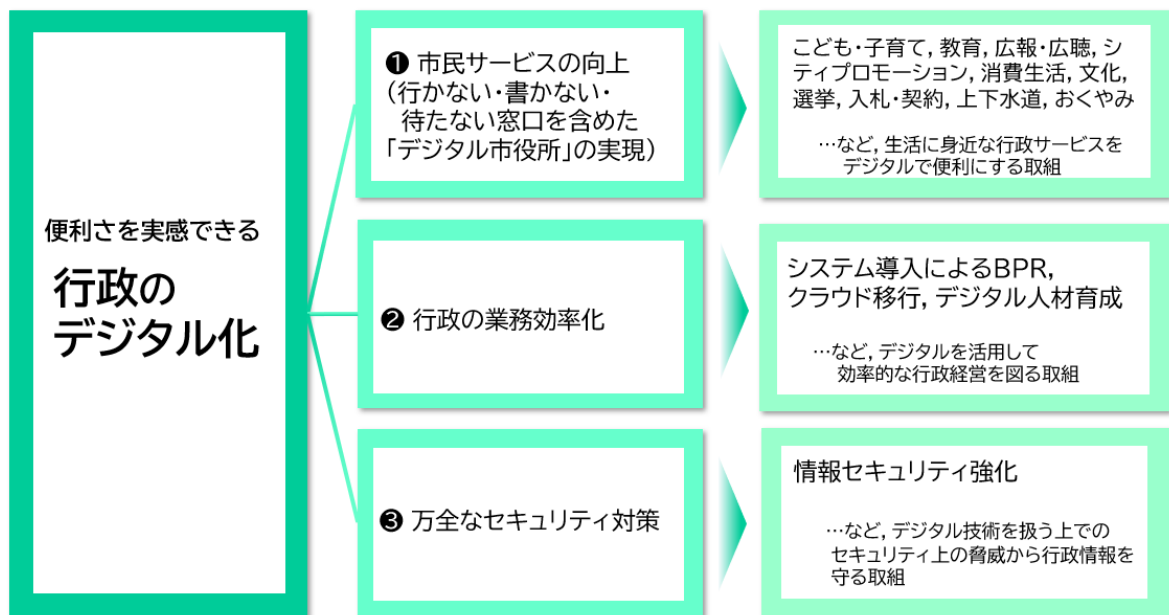 便利さを実感できる
行政の
デジタル化
❶ 市民サービスの向上
(行かない・書かない・
待たない窓口を含めた
「デジタル市役所」の実現)
こども・子育て, 教育, 広報・広聴, シ
ティプロモーション, 消費生活, 文化,
選挙, 入札・契約, 上下水道, おくやみ
…など, 生活に身近な行政サービスを
デジタルで便利にする取組
❷ 行政の業務効率化
システム導入によるBPR,
クラウド移行, デジタル人材育成
…など, デジタルを活用して
効率的な行政経営を図る取組
❸ 万全なセキュリティ対策
情報セキュリティ強化
…など, デジタル技術を扱う上での
セキュリティ上の脅威から行政情報を
守る取組